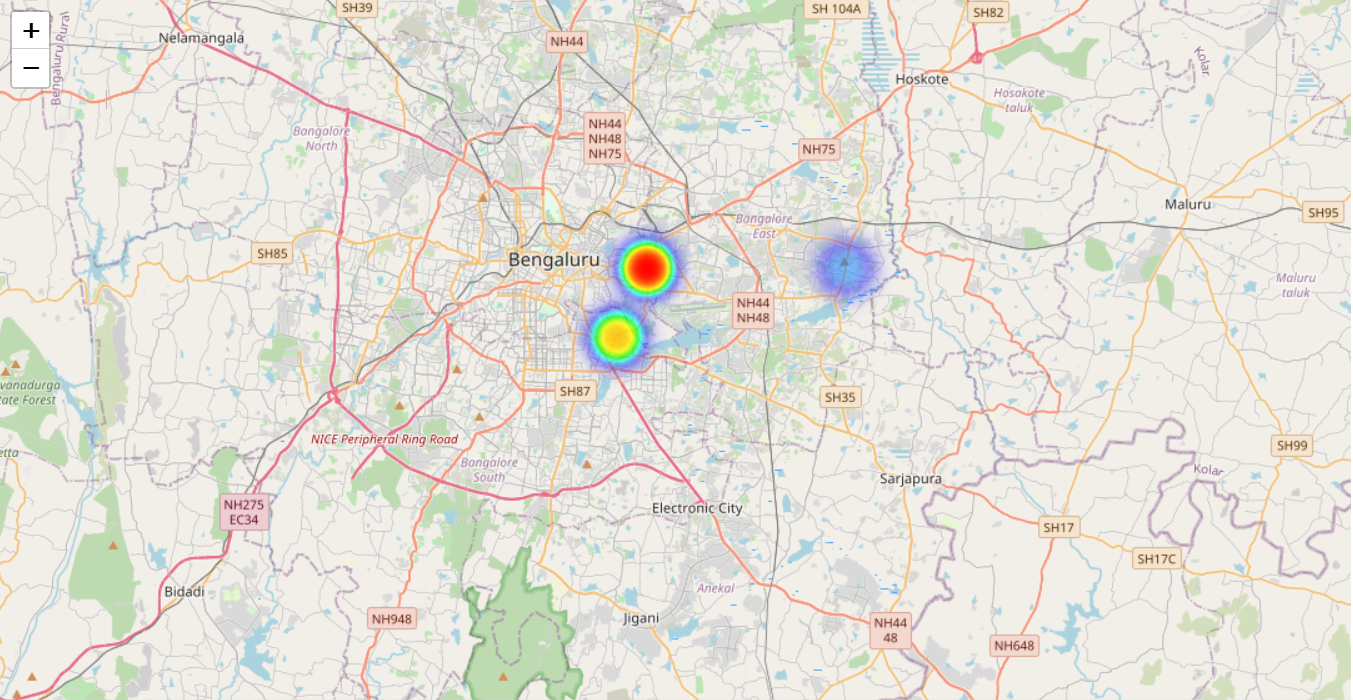 +
−
SH39
SH 104A
SH82
Nelamangala
NH44
Bengaluru Rural
Kolar
Hoskote
Hosakote
taluk
NH44
NH48
NH75
Bangalore
North
NH75
Maluru
SH95
Bangalore
East
SH85
Bengaluru
Maluru
taluk
NH44
NH48
vanadurga
ate Forest
SH87
SH35
NICE Peripheral Ring Road
SH99
etta
Bangalore
South
Kolar
Sarjapura
NH275
EC34
Electronic City
SH17
SH17C
Bidadi
Anekal
NH948
Jigani
NH44
48
NH648